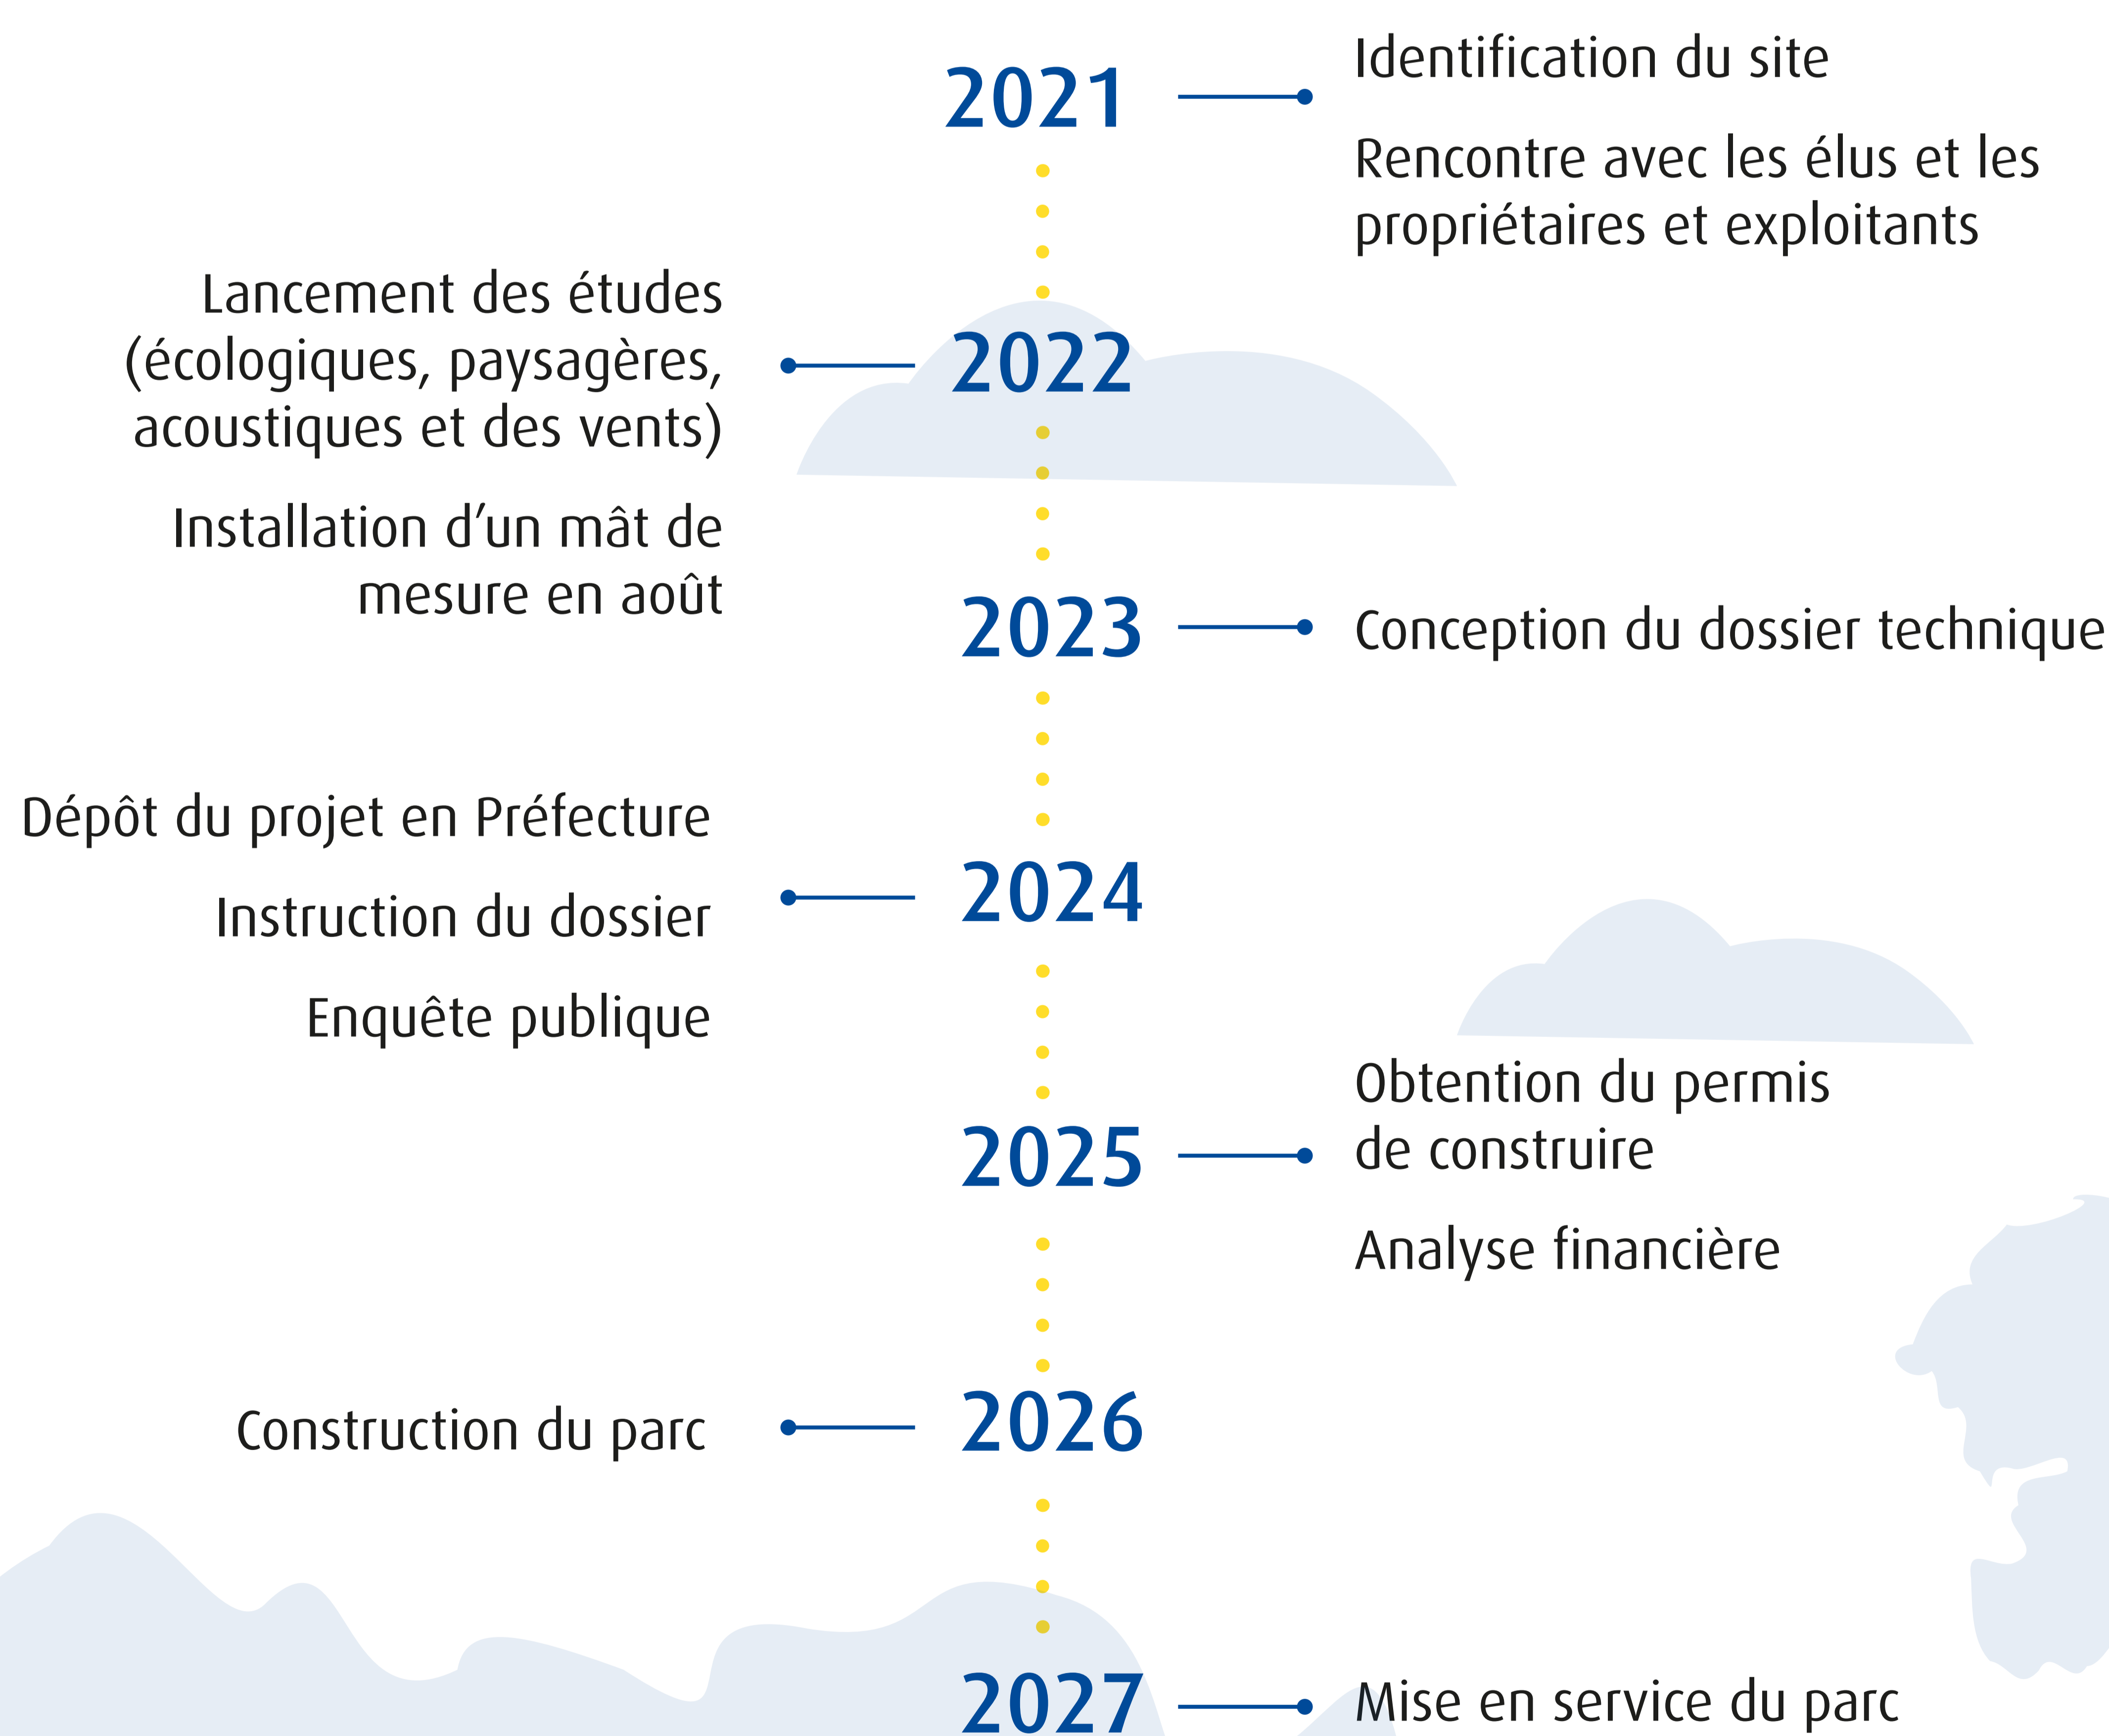 2021
Identification du site
Rencontre avec les élus et les
propriétaires et exploitants
2022
Lancement des études
(écologiques, paysagères,
acoustiques et des vents)
Installation d’un mât de
mesure en août
2023
Conception du dossier technique
2024
Dépôt du projet en Préfecture
Instruction du dossier
Enquête publique
2025
Obtention du permis
de construire
Analyse financière
2026
Construction du parc
2027
Mise en service du parc